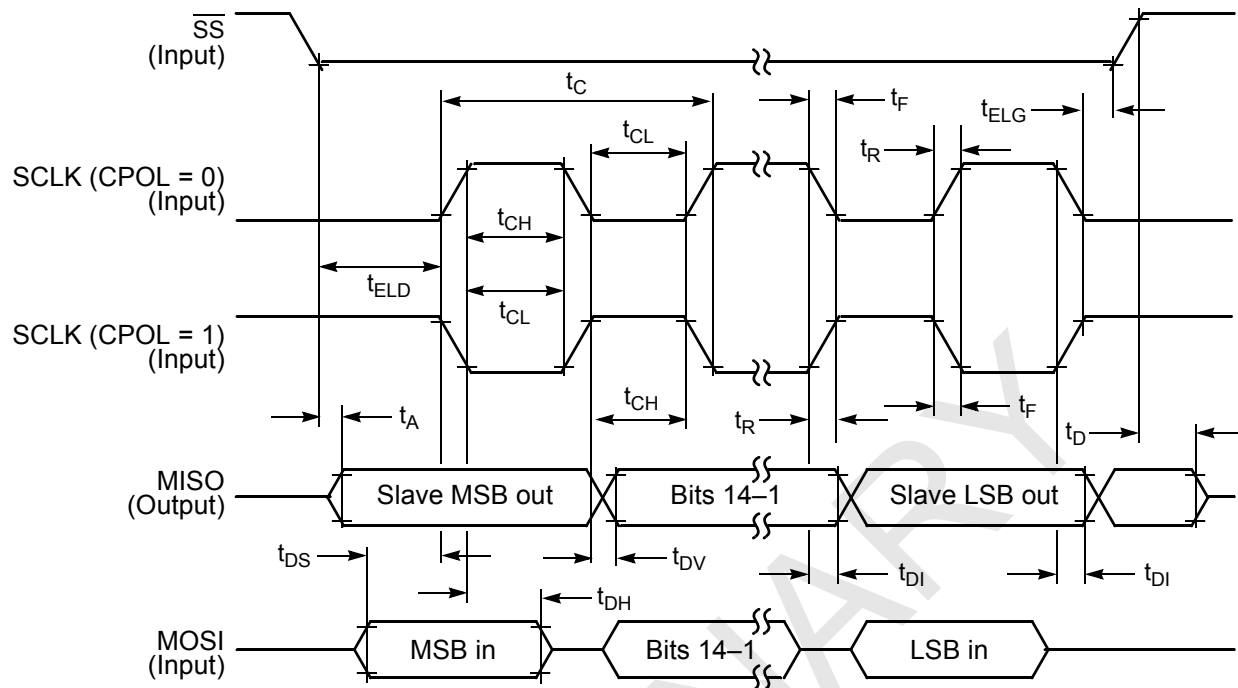 SS
(Input)
tC
tF
tELG
tCL
tR
SCLK (CPOL = 0)
(Input)
tCH
tELD
tCL
SCLK (CPOL = 1)
(Input)
tCH
tA
tR
tF
tD
MISO
(Output)
Slave MSB out
Bits 14–1
Slave LSB out
tDS
tDV
tDI
tDI
tDH
MOSI
(Input)
MSB in
Bits 14–1
LSB in